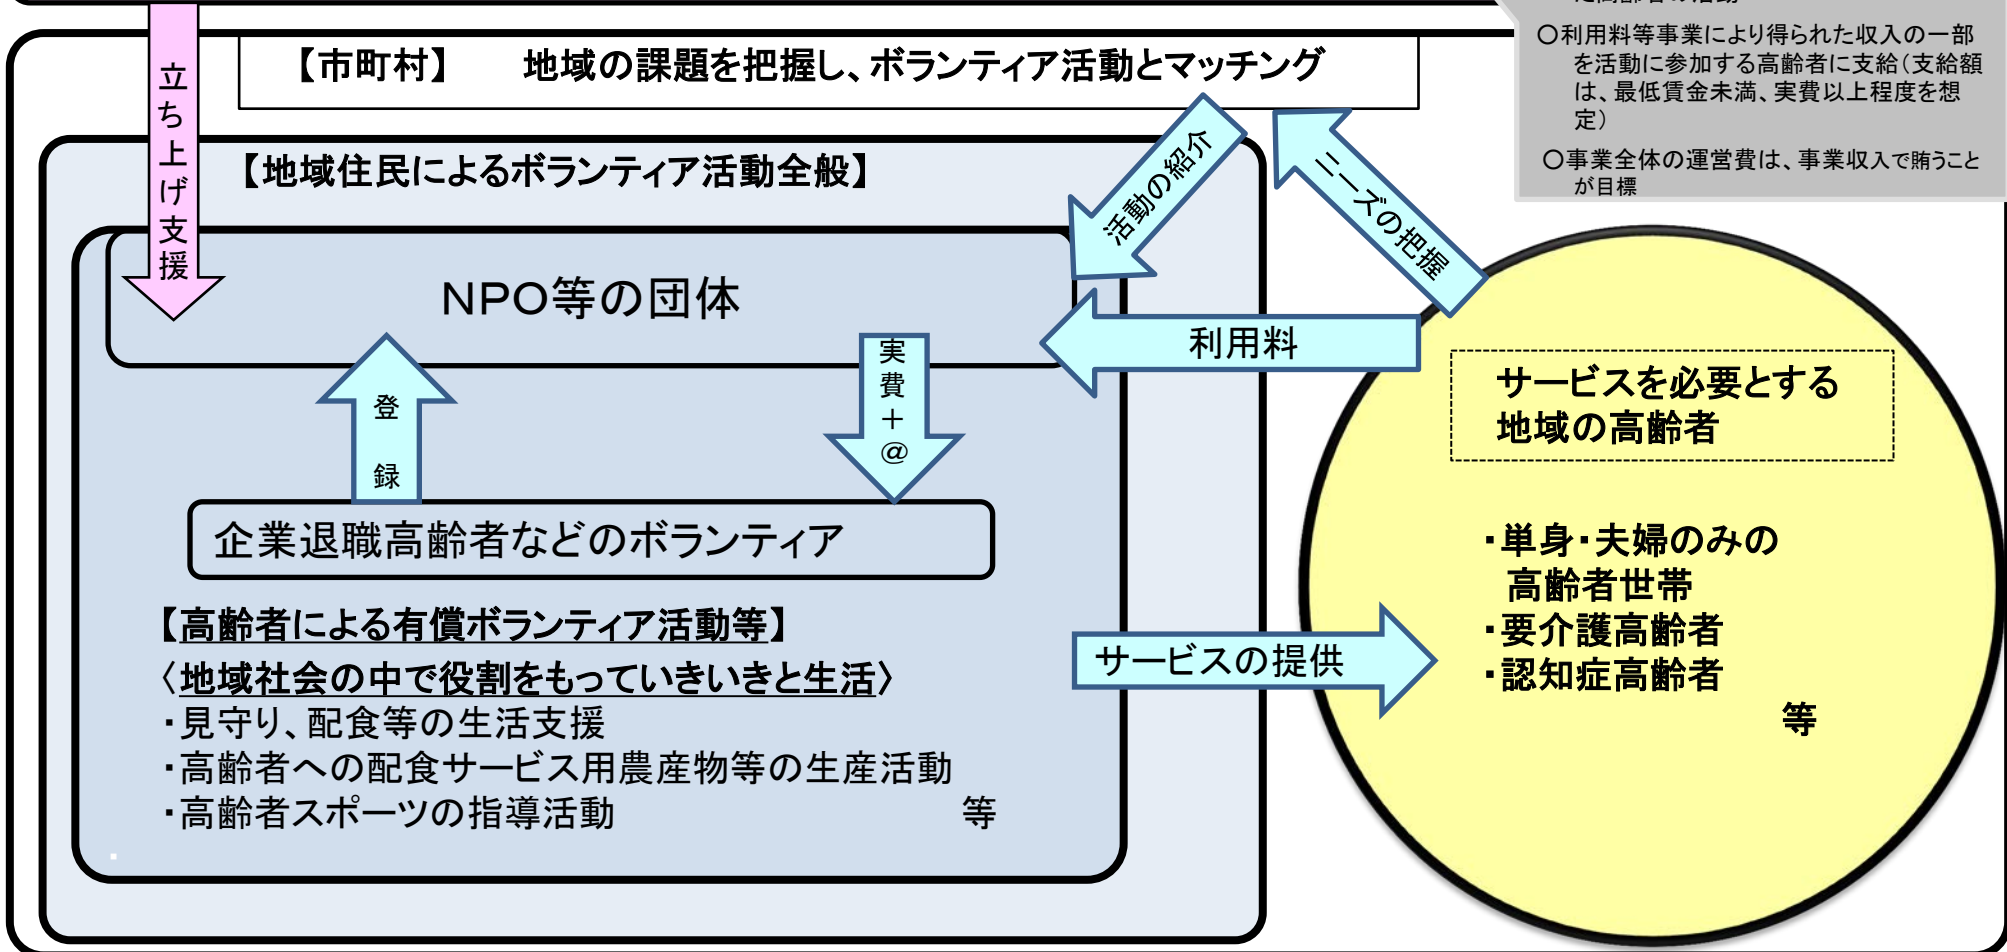 た高齢者の活動
○利用料等事業により得られた収入の一部
を活動に参加する高齢者に支給(支給額
は、最低賃金未満、実費以上程度を想
定)
○事業全体の運営費は、事業収入で賄うこと
が目標
立ち上げ支援
【市町村】 地域の課題を把握し、ボランティア活動とマッチング
【地域住民によるボランティア活動全般】
活動の紹介
ニーズの把握
NPO等の団体
利用料
登録
実費+@
サービスを必要とする
地域の高齢者
企業退職高齢者などのボランティア
・単身・夫婦のみの
高齢者世帯
・要介護高齢者
・認知症高齢者
等
【高齢者による有償ボランティア活動等】
〈地域社会の中で役割をもっていきいきと生活〉
・見守り、配食等の生活支援
・高齢者への配食サービス用農産物等の生産活動
・高齢者スポーツの指導活動 等
サービスの提供